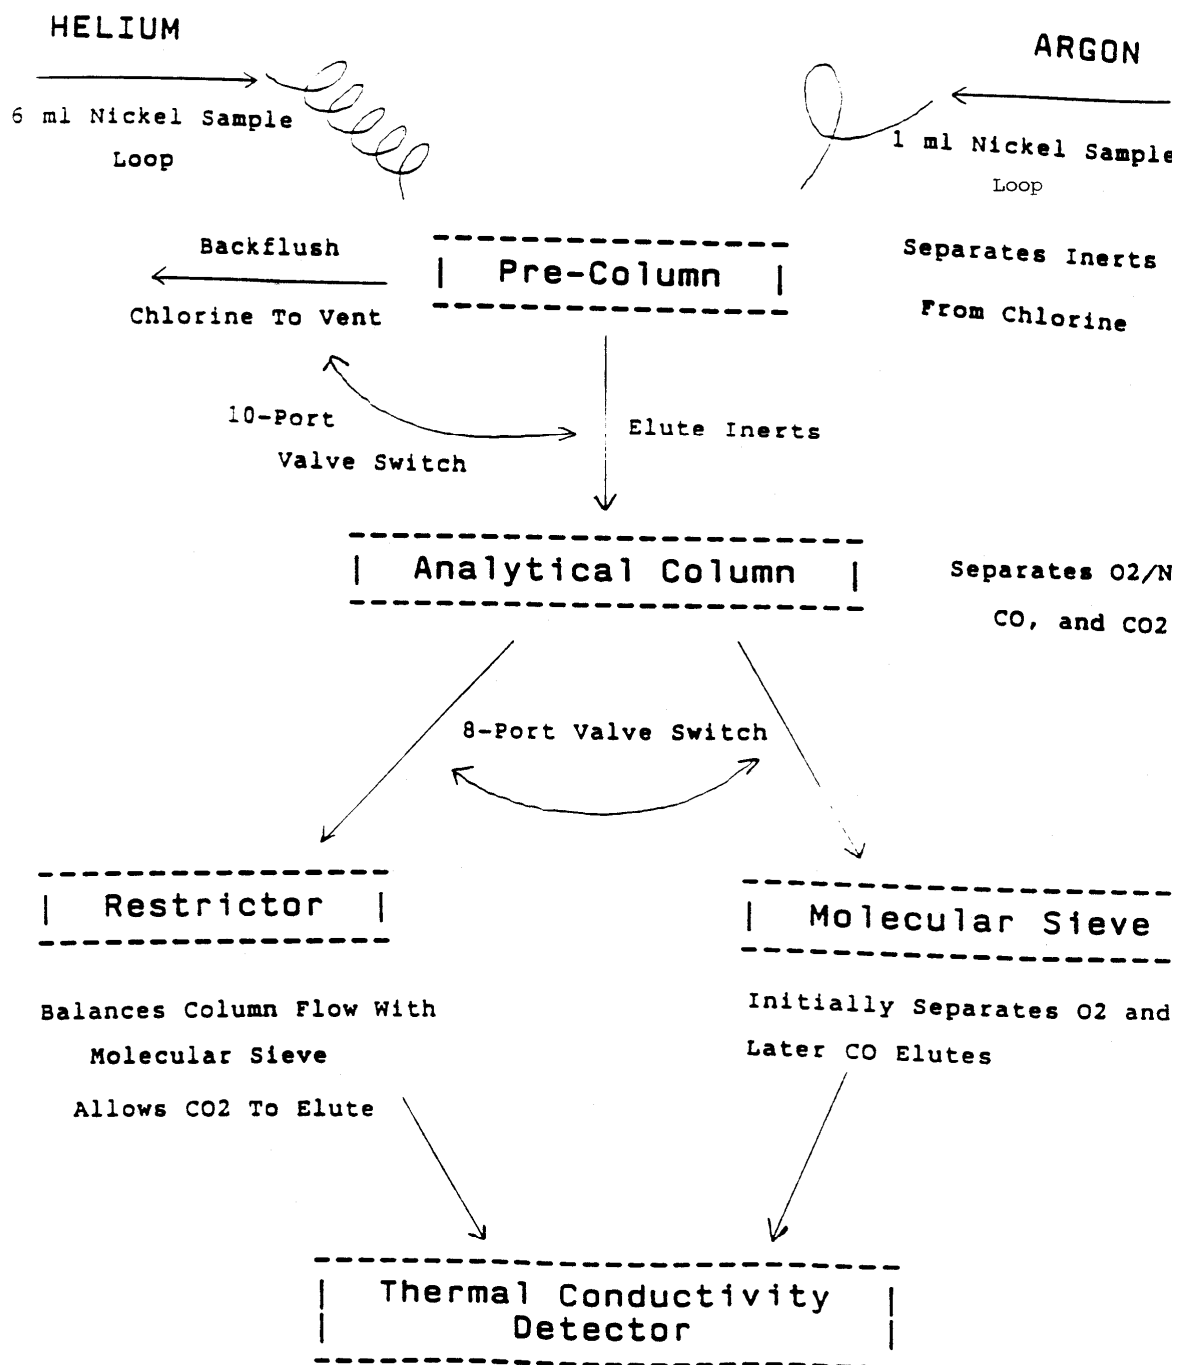 HELIUM
ARGON
6 ml Nickel Sample
Loop
1 ml Nickel Sample
Loop
Backflush
Chlorine To Vent
| Pre-Column |
Separates Inerts
From Chlorine
10-Port
Valve Switch
Elute Inerts
| Analytical Column |
Separates O2/N
CO, and CO2
8-Port Valve Switch
| Restrictor |
| Molecular Sieve
Balances Column Flow With
Molecular Sieve
Allows CO2 To Elute
Initially Separates O2 and
Later CO Elutes
| Thermal Conductivity |
| Detector |